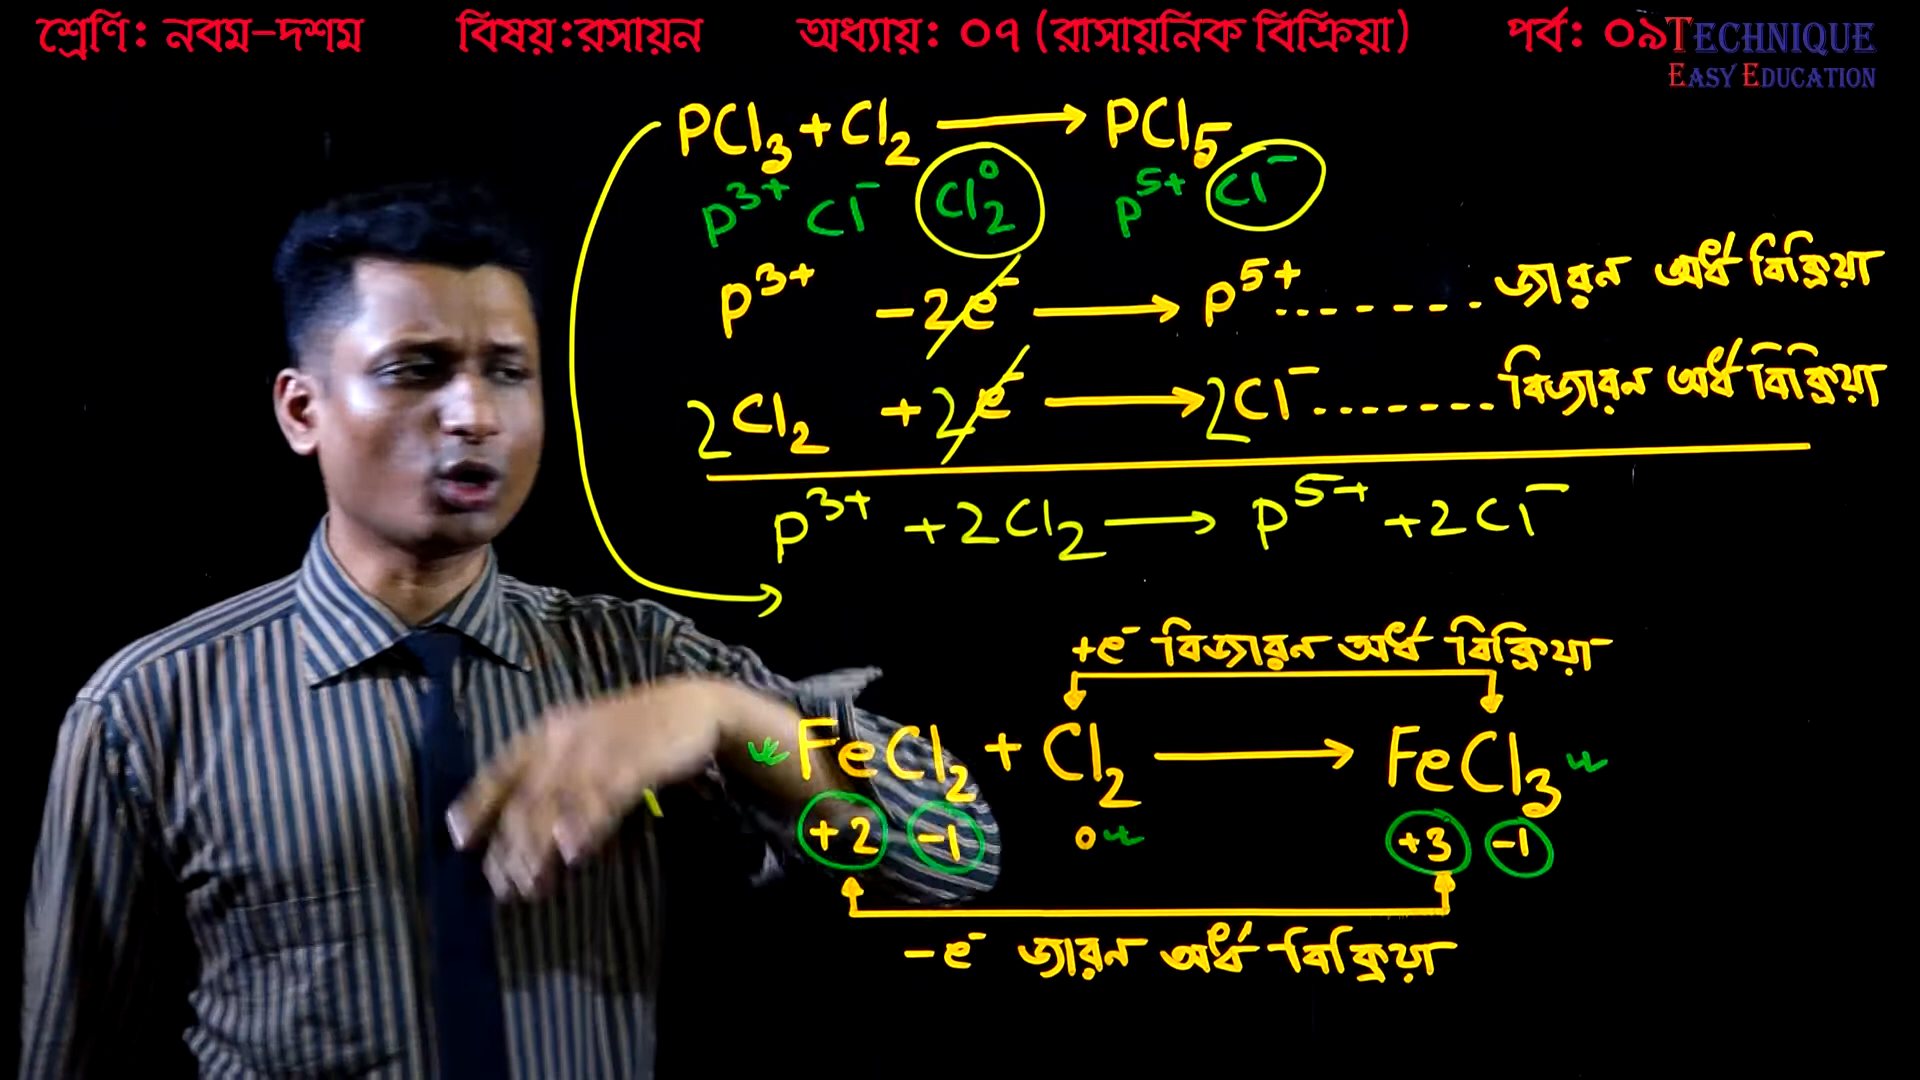 শ্রেণি: নবম-দশম বিষয়:রসায়ন অধ্যায়: ০৭ (রাসায়নিক বিক্রিয়া) পর্ব: ০৯
TECHNIQUE
EASY EDUCATION
PCl₃ + Cl₂ ⟶ PCl₅
P³⁺ Cl⁻ Cl₂⁰ P⁵⁺ Cl⁻
P³⁺ - 2e⁻ ⟶ P⁵⁺ ....... জারন অর্ধ বিক্রিয়া
2Cl₂ + 2e⁻ ⟶ 2Cl⁻ ....... বিজারন অর্ধ বিক্রিয়া
P³⁺ + 2Cl₂ ⟶ P⁵⁺ + 2Cl⁻
+e⁻ বিজারন অর্ধ বিক্রিয়া
FeCl₂ + Cl₂ ⟶ FeCl₃
+2 -1 0 +3 -1
-e⁻ জারন অর্ধ বিক্রিয়া